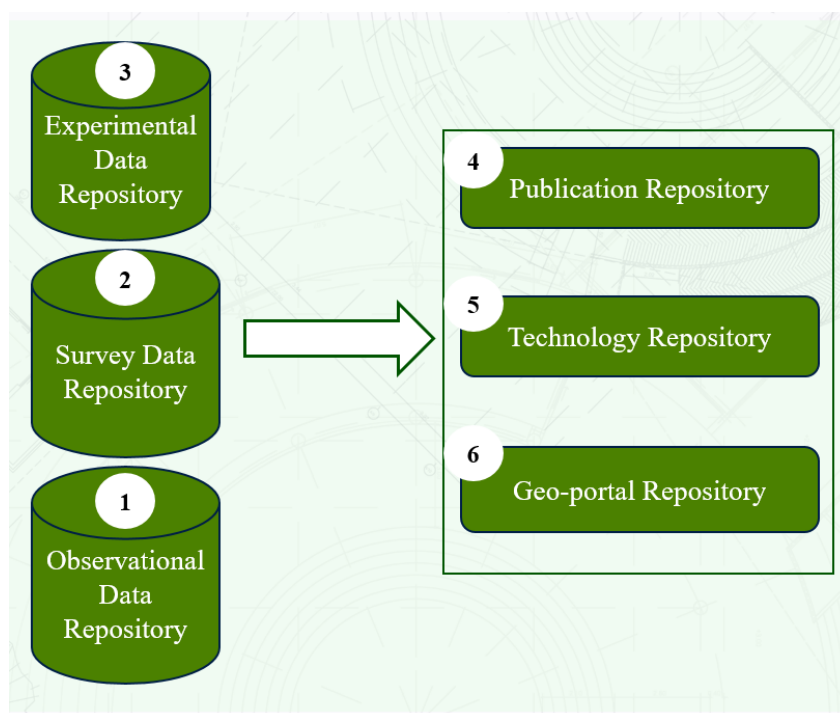 3
Experimental
Data
Repository
2
Survey Data
Repository
1
Observational
Data
Repository
4
Publication Repository
5
Technology Repository
6
Geo-portal Repository